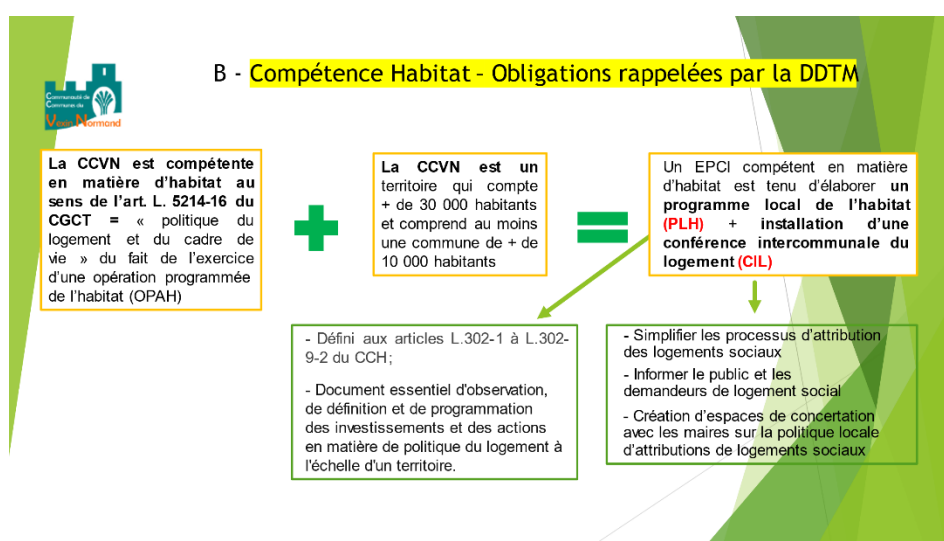 B - Compétence Habitat – Obligations rappelées par la DDTM
Communauté de
Communes du
Vexin Normand
La CCVN est compétente
en matière d’habitat au
sens de l’art. L. 5214-16 du
CGCT = « politique du
logement et du cadre de
vie » du fait de l’exercice
d’une opération programmée
de l’habitat (OPAH)
La CCVN est un
territoire qui compte
+ de 30 000 habitants
et comprend au moins
une commune de + de
10 000 habitants
Un EPCI compétent en matière
d’habitat est tenu d’élaborer un
programme local de l’habitat
(PLH) + installation d’une
conférence intercommunale du
logement (CIL)
- Défini aux articles L.302-1 à L.302-
9-2 du CCH;
- Document essentiel d'observation,
de définition et de programmation
des investissements et des actions
en matière de politique du logement à
l'échelle d'un territoire.
- Simplifier les processus d’attribution
des logements sociaux
- Informer le public et les
demandeurs de logement social
- Création d’espaces de concertation
avec les maires sur la politique locale
d’attributions de logements sociaux